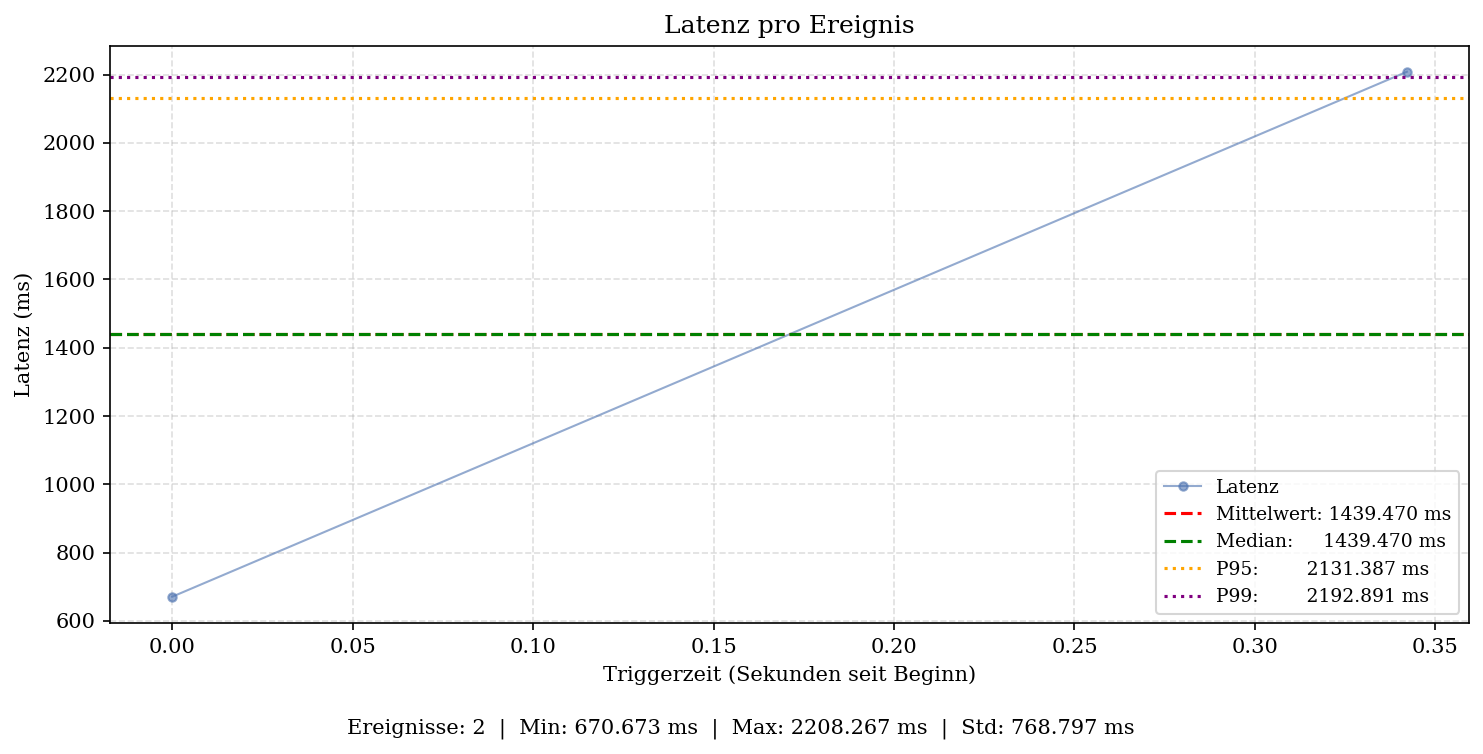 Latenz pro Ereignis
2200
2000
1800
1600
1400
1200
1000
800
600
Latenz (ms)
Latenz
Mittelwert: 1439.470 ms
Median: 1439.470 ms
P95: 2131.387 ms
P99: 2192.891 ms
0.00 0.05 0.10 0.15 0.20 0.25 0.30 0.35
Triggerzeit (Sekunden seit Beginn)
Ereignisse: 2 | Min: 670.673 ms | Max: 2208.267 ms | Std: 768.797 ms